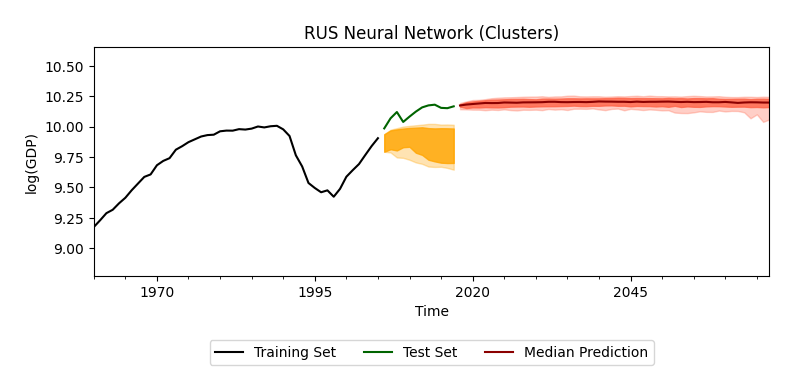 RUS Neural Network (Clusters)
10.50
10.25
10.00
9.75
9.50
9.25
9.00
log(GDP)
1970 1995 2020 2045
Time
Training Set Test Set Median Prediction